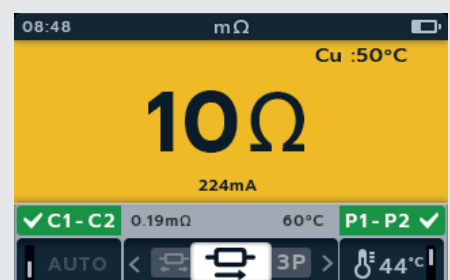 08:48 mΩ
Cu :50°C
10Ω
224mA
C1-C2 0.19mΩ 60°C P1-P2
AUTO < 3P > 44°C